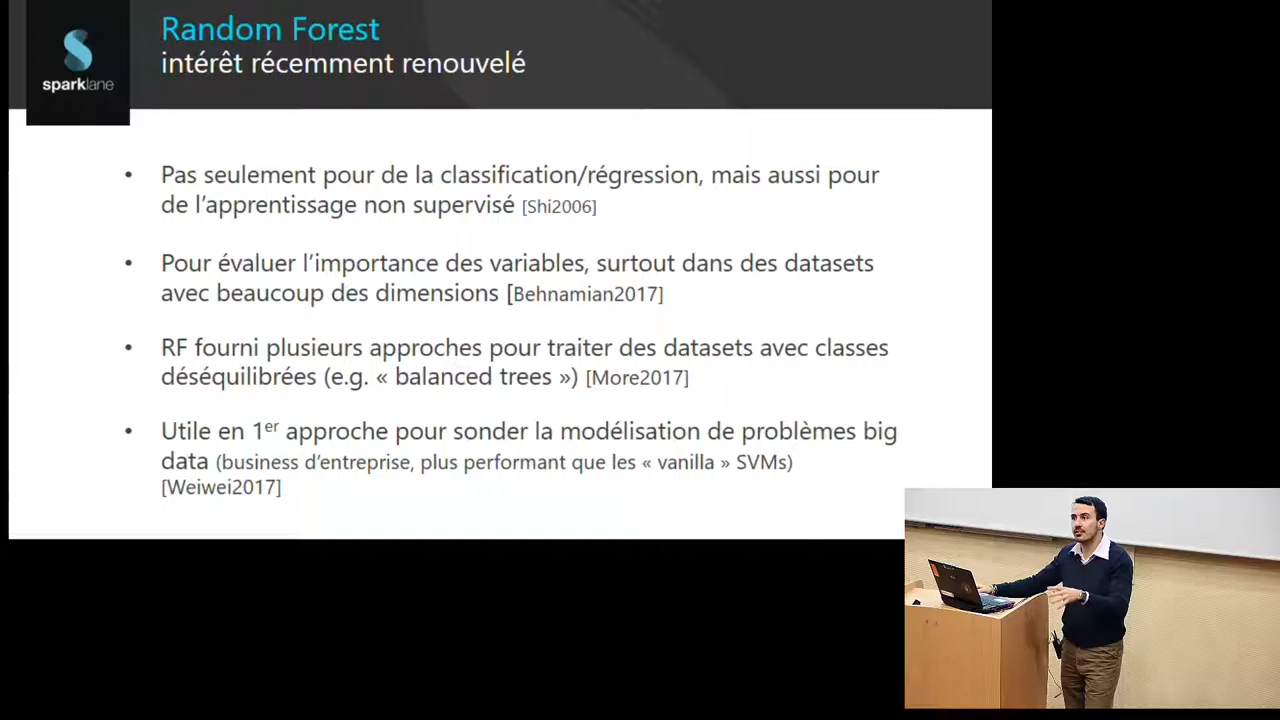 Random Forest
intérêt récemment renouvelé
sparklane
• Pas seulement pour de la classification/régression, mais aussi pour
de l’apprentissage non supervisé [Shi2006]
• Pour évaluer l’importance des variables, surtout dans des datasets
avec beaucoup des dimensions [Behnamian2017]
• RF fourni plusieurs approches pour traiter des datasets avec classes
déséquilibrées (e.g. « balanced trees ») [More2017]
• Utile en 1er approche pour sonder la modélisation de problèmes big
data (business d’entreprise, plus performant que les « vanilla » SVMs)
[Weiwei2017]